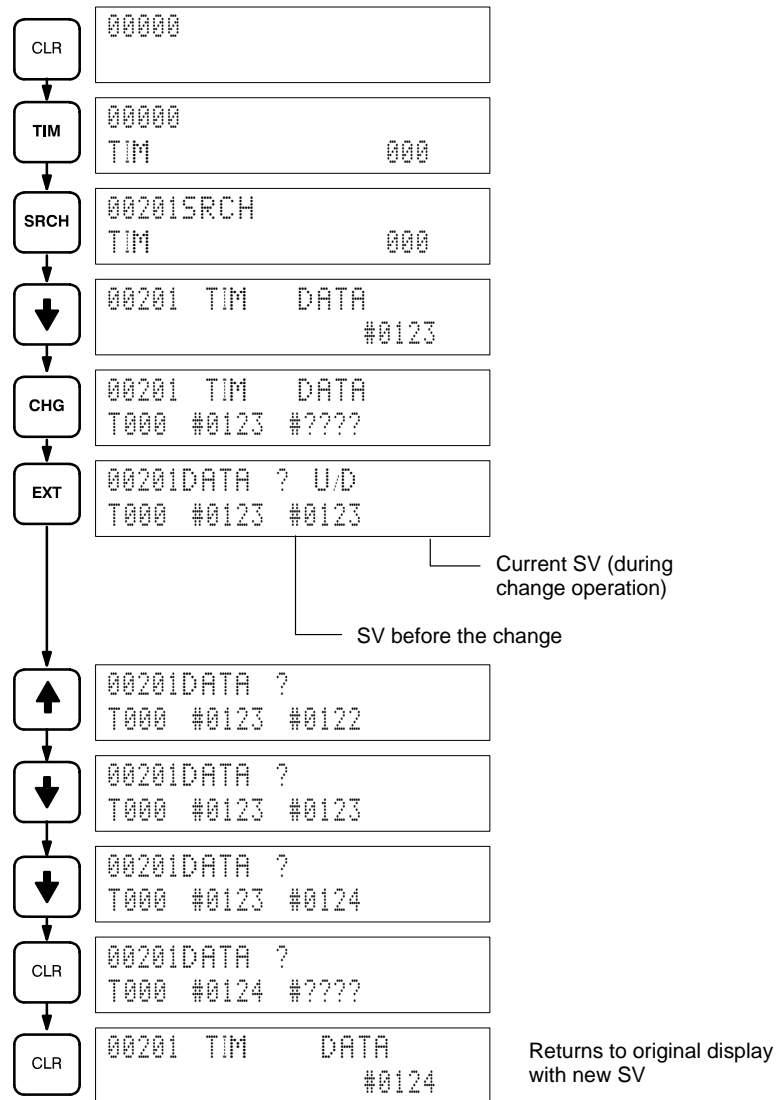 CLR
00000
TIM
00000
TIM 000
SRCH
00201SRCH
TIM 000
00201 TIM DATA
#0123
CHG
00201 TIM DATA
T000 #0123 #????
EXT
00201DATA ? U/D
T000 #0123 #0123
Current SV (during
change operation)
SV before the change
00201DATA ?
T000 #0123 #0122
00201DATA ?
T000 #0123 #0123
00201DATA ?
T000 #0123 #0124
CLR
00201DATA ?
T000 #0124 #????
CLR
00201 TIM DATA
#0124
Returns to original display
with new SV